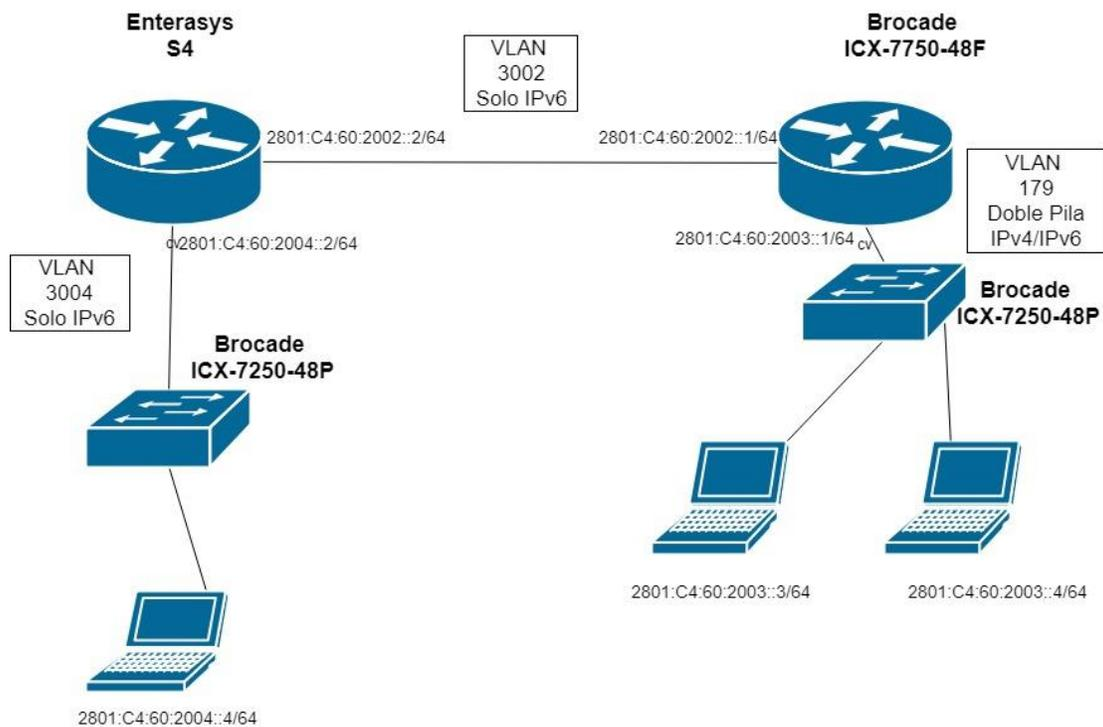 Enterasys
S4
Brocade
ICX-7750-48F
VLAN
3002
Solo IPv6
2801:C4:60:2002::2/64
2801:C4:60:2002::1/64
VLAN
179
Doble Pila
IPv4/IPv6
cv2801:C4:60:2004::2/64
2801:C4:60:2003::1/64
cv
VLAN
3004
Solo IPv6
Brocade
ICX-7250-48P
Brocade
ICX-7250-48P
2801:C4:60:2003::3/64
2801:C4:60:2003::4/64
2801:C4:60:2004::4/64